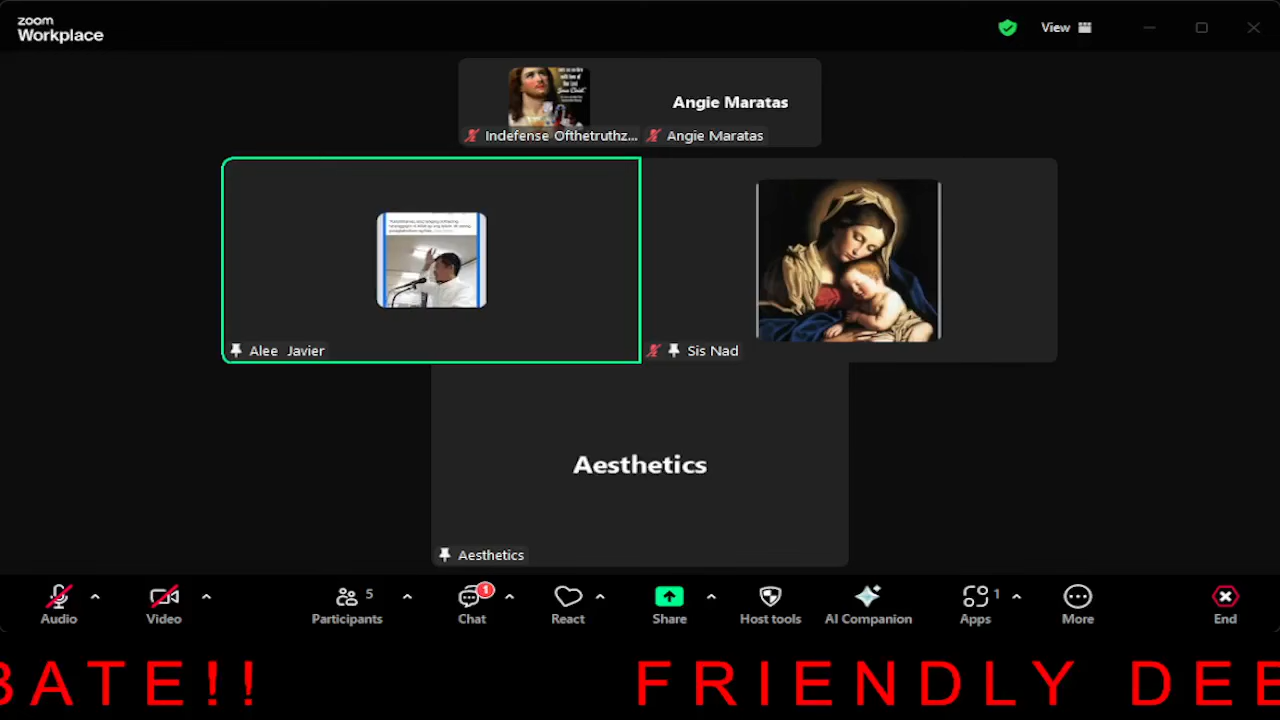 zoom
Workplace
View
Angie Maratas
Indefense Ofthetruthz...
Angie Maratas
Alee Javier
Sis Nad
Aesthetics
Aesthetics
5
1
1
Audio
Video
Participants
Chat
React
Share
Host tools
AI Companion
Apps
More
End
BATE!! FRIENDLY DEB